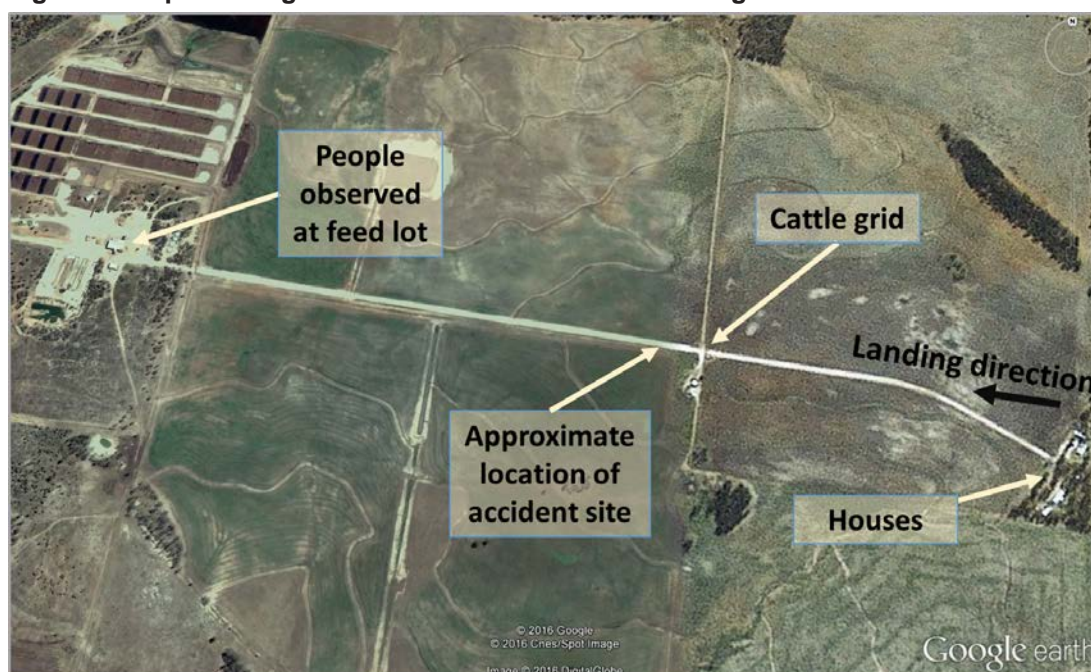 N
People
observed
at feed lot
Cattle grid
Landing direction
Approximate
location of
accident site
Houses
© 2016 Google
© 2016 Cnes/Spot Image
Image © 2016 DigitalGlobe
Google earth